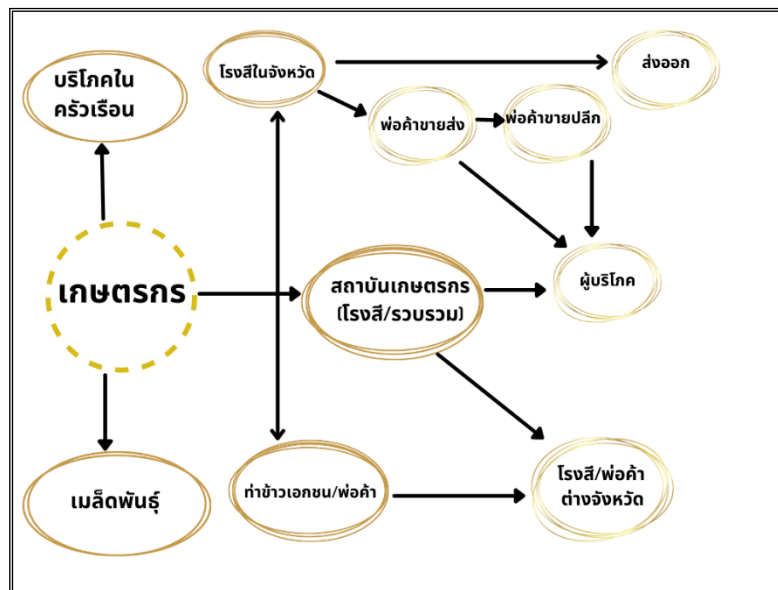 บริโภคใน
ครัวเรือน
โรงสีในจังหวัด
ส่งออก
พ่อค้าขายส่ง
พ่อค้าขายปลีก
เกษตรกร
สถาบันเกษตรกร
(โรงสี/รวบรวม)
ผู้บริโภค
เมล็ดพันธุ์
ท่าข้าวเอกชน/พ่อค้า
โรงสี/พ่อค้า
ต่างจังหวัด